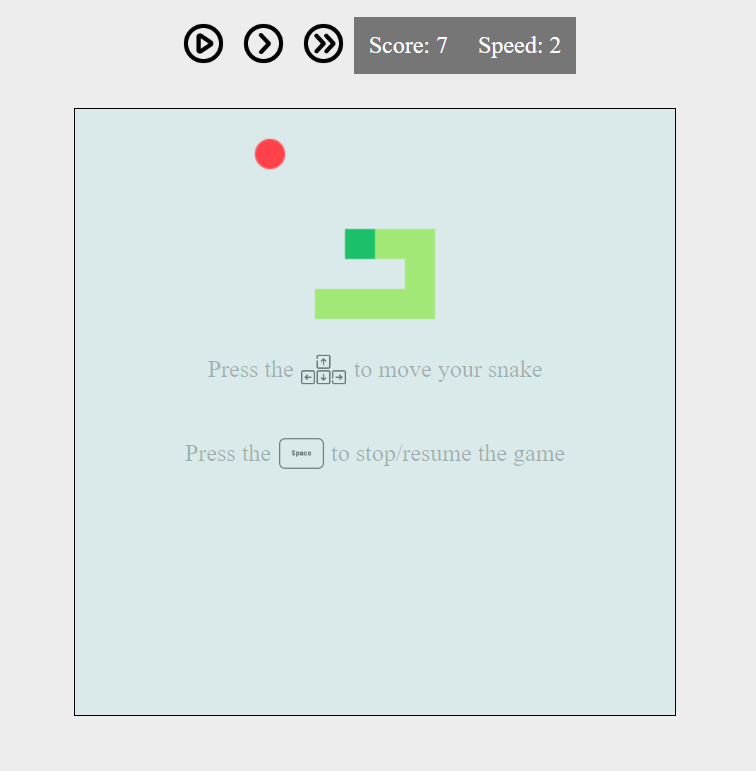 Score: 7 Speed: 2
Press the to move your snake
Press the Space to stop/resume the game